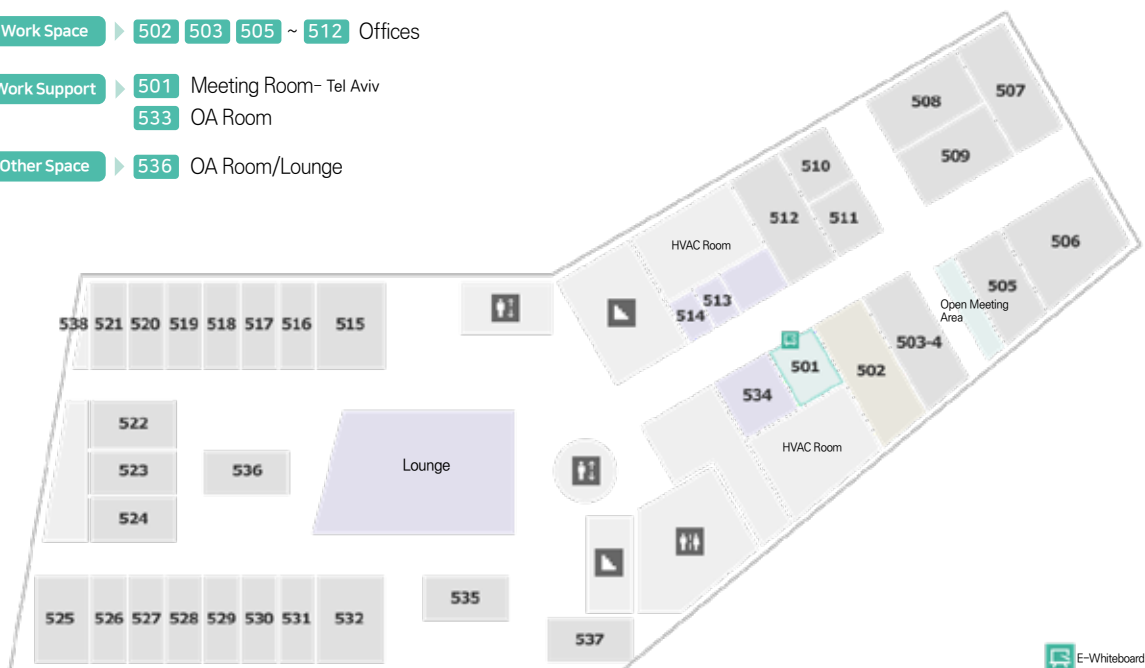 Work Space 502 503 505 ~ 512 Offices
Work Support 501 Meeting Room- Tel Aviv
533 OA Room
Other Space 536 OA Room/Lounge
508 507
509
510
512 511
HVAC Room
506
505
Open Meeting
Area
513
514
503-4
501
502
534
HVAC Room
538 521 520 519 518 517 516 515
522
523
524
536
Lounge
525 526 527 528 529 530 531 532
535
537
E-Whiteboard